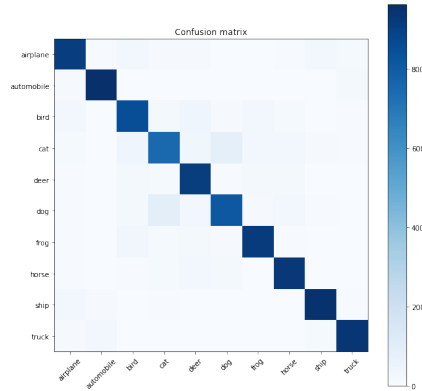 Confusion matrix
airplane
automobile
bird
cat
deer
dog
frog
horse
ship
truck
airplane
automobile
bird
cat
deer
dog
frog
horse
ship
truck
800
600
400
200
0